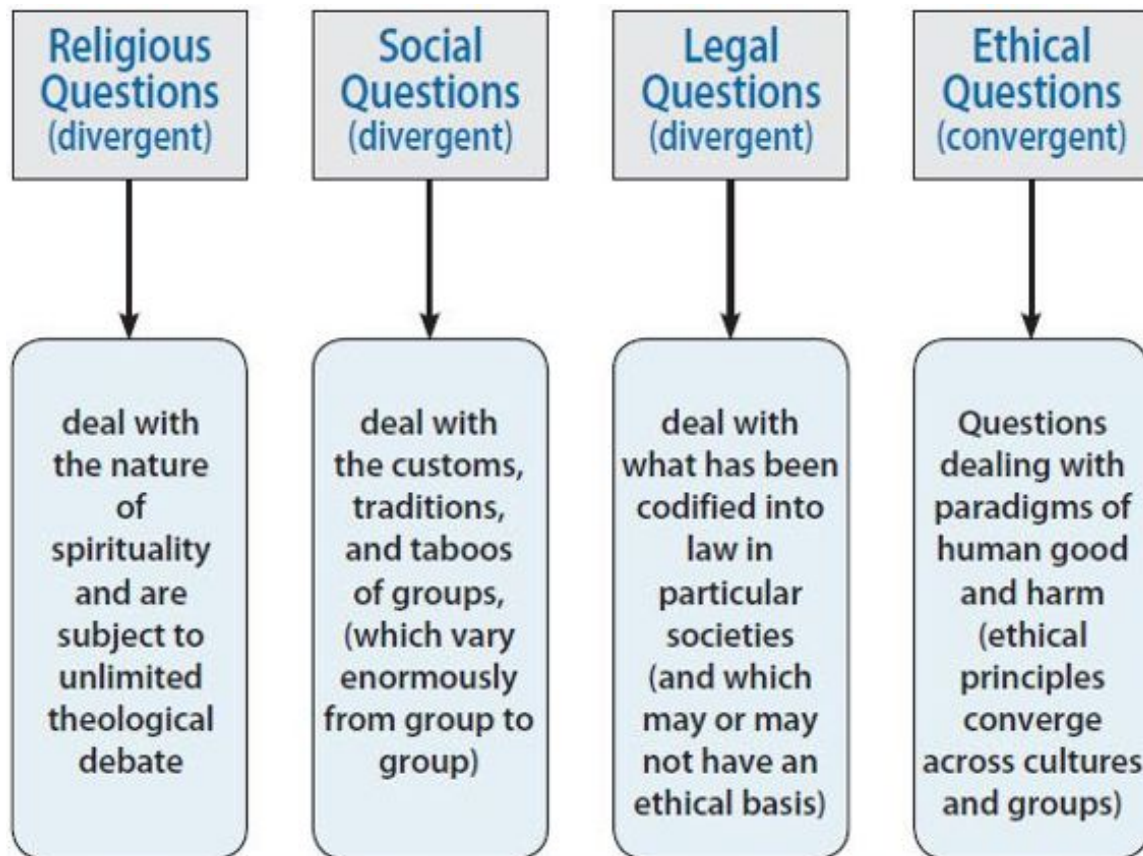 Religious
Questions
(divergent)
deal with
the nature
of
spirituality
and are
subject to
unlimited
theological
debate
Social
Questions
(divergent)
deal with
the customs,
traditions,
and taboos
of groups,
(which vary
enormously
from group to
group)
Legal
Questions
(divergent)
deal with
what has been
codified into
law in
particular
societies
(and which
may or may
not have an
ethical basis)
Ethical
Questions
(convergent)
Questions
dealing with
paradigms of
human good
and harm
(ethical
principles
converge
across cultures
and groups)